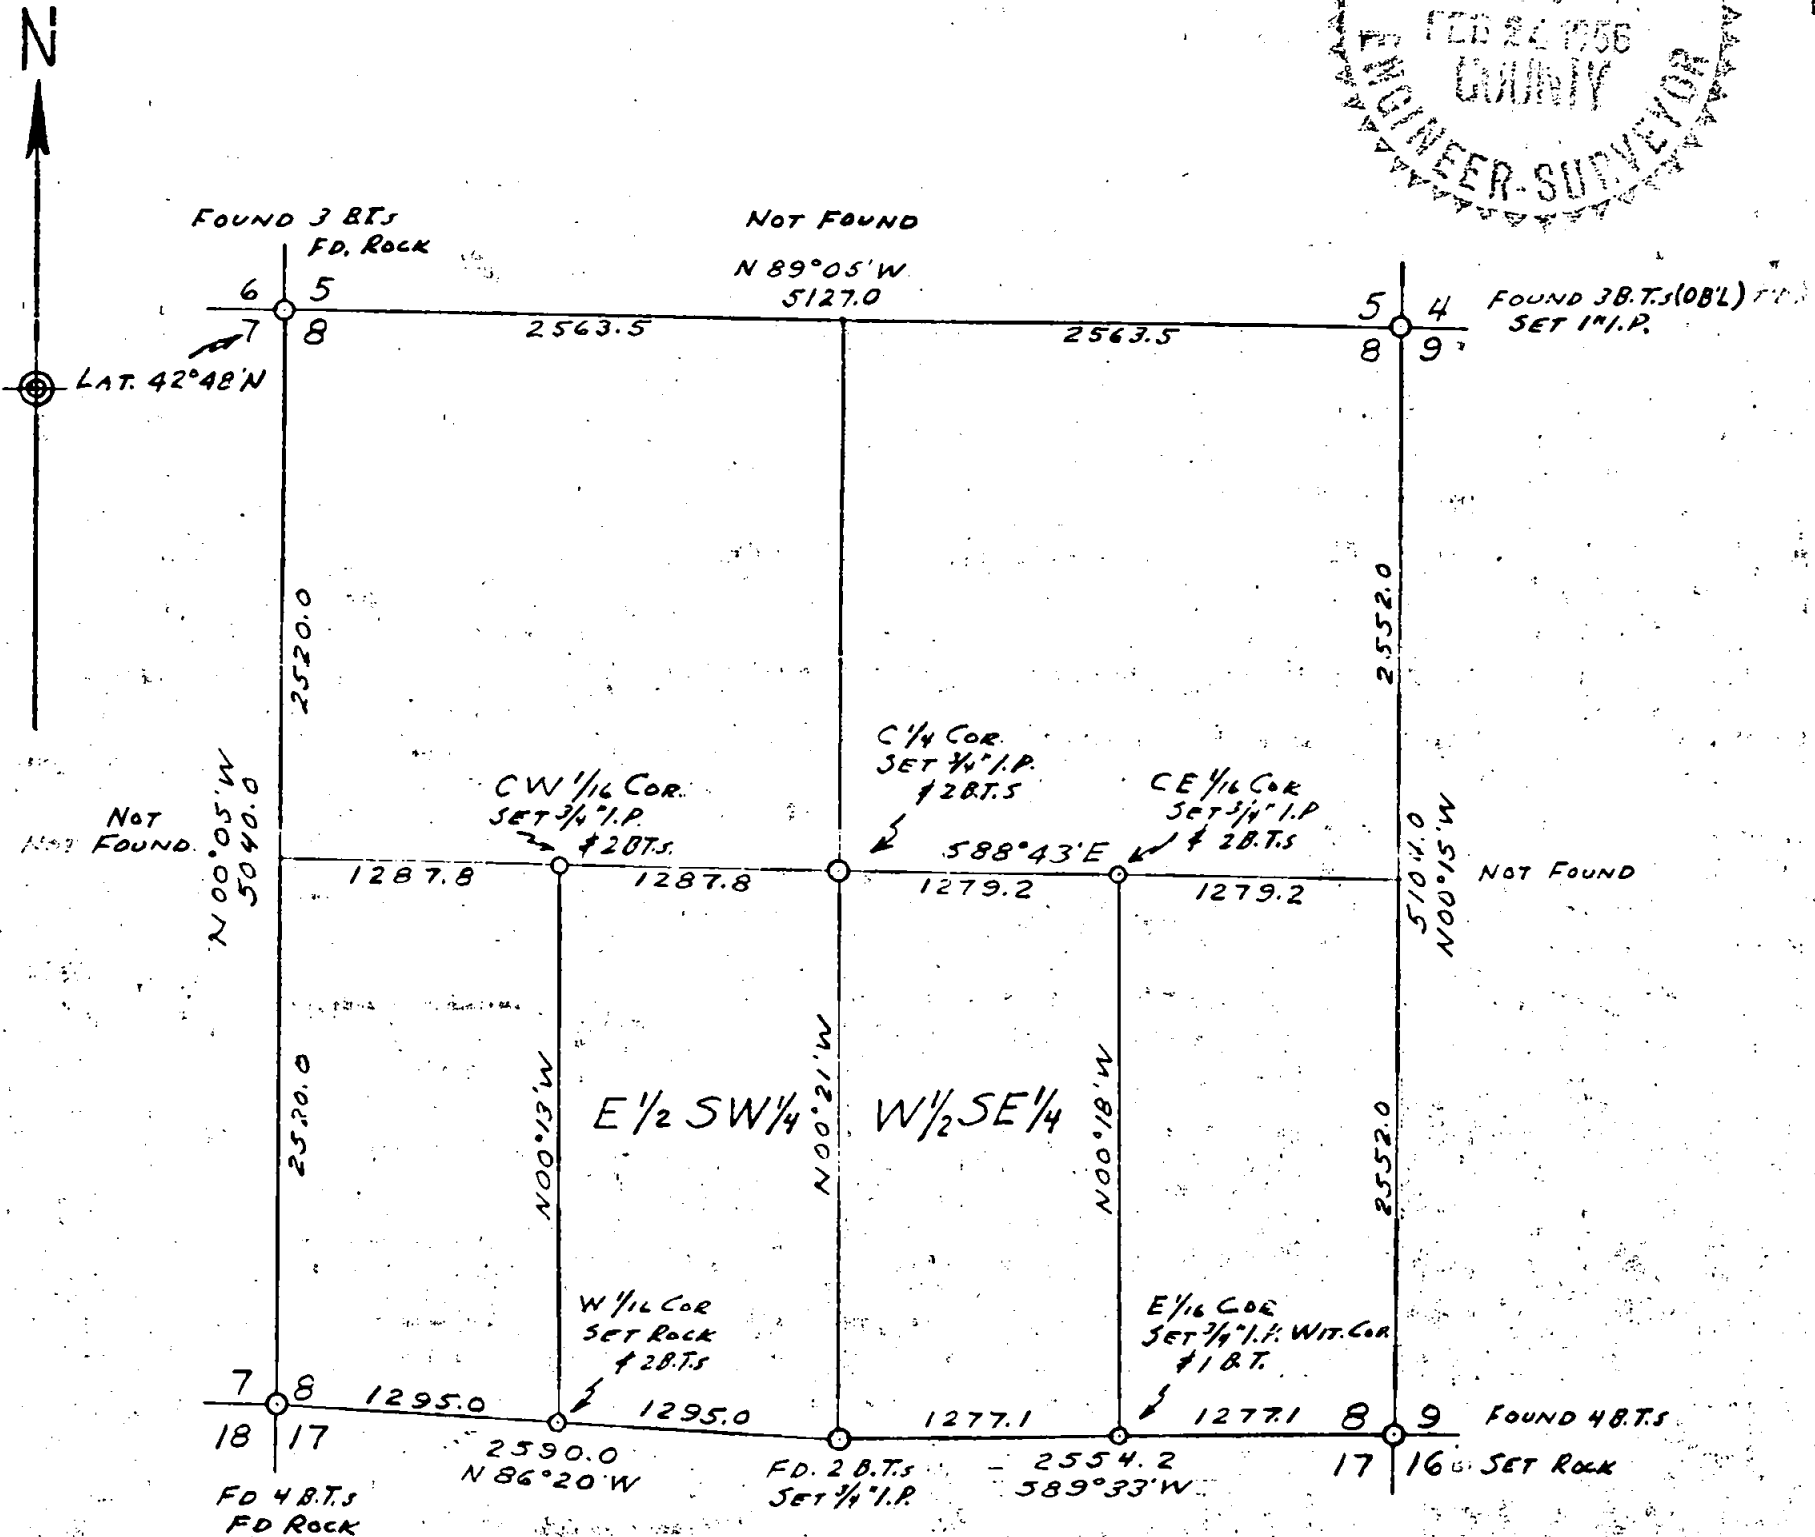 N
FEB 24 1956
COUNTY
ENGINEER-SURVEYOR
FOUND 3 B.T.s
FD. ROCK
NOT FOUND
N 89°05'W
5127.0
6 5
7 8
2563.5
2563.5
5 4
8 9
FOUND 3B.T.s(OB'L)
SET 1" I.P.
LAT. 42°48'N
2520.0
2552.0
N 00°05'W
5040.0
NOT
FOUND
CW 1/16 COR.
SET 3/4" I.P.
& 2 B.T.s.
C 1/4 COR.
SET 3/4" I.P.
& 2 B.T.s
CE 1/16 COR
SET 3/4" I.P
& 2 B.T.s
5104.0
N00°15'W
NOT FOUND
1287.8
1287.8
S88°43'E
1279.2
1279.2
2520.0
N00°13'W
E 1/2 SW 1/4
N00°21'W
W 1/2 SE 1/4
N00°18'W
2552.0
W 1/16 COR
SET ROCK
& 2 B.T.s
E 1/16 COR
SET 3/4" I.P. WIT. COR
& 1 B.T.
7 8
18 17
1295.0
1295.0
1277.1
1277.1
8 9
17 16
FOUND 4 B.T.s
SET ROCK
2590.0
N 86°20'W
FD. 2 B.T.s
SET 3/4" I.P.
2554.2
S89°33'W
FD 4 B.T.s
FD ROCK